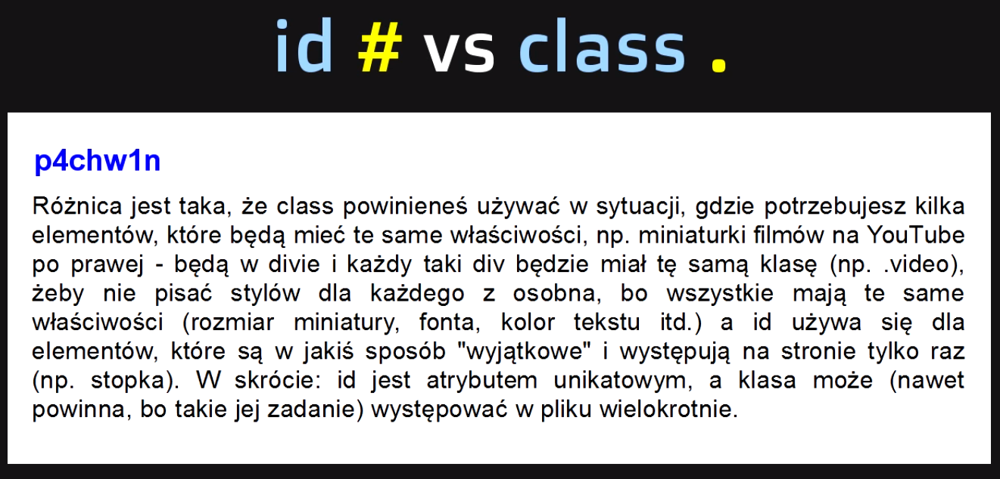 id # vs class .
p4chw1n
Różnica jest taka, że class powinieneś używać w sytuacji, gdzie potrzebujesz kilka
elementów, które będą mieć te same właściwości, np. miniaturki filmów na YouTube
po prawej - będą w divie i każdy taki div będzie miał tę samą klasę (np. .video),
żeby nie pisać stylów dla każdego z osobna, bo wszystkie mają te same
właściwości (rozmiar miniatury, fonta, kolor tekstu itd.) a id używa się dla
elementów, które są w jakiś sposób "wyjątkowe" i występują na stronie tylko raz
(np. stopka). W skrócie: id jest atrybutem unikatowym, a klasa może (nawet
powinna, bo takie jej zadanie) występować w pliku wielokrotnie.